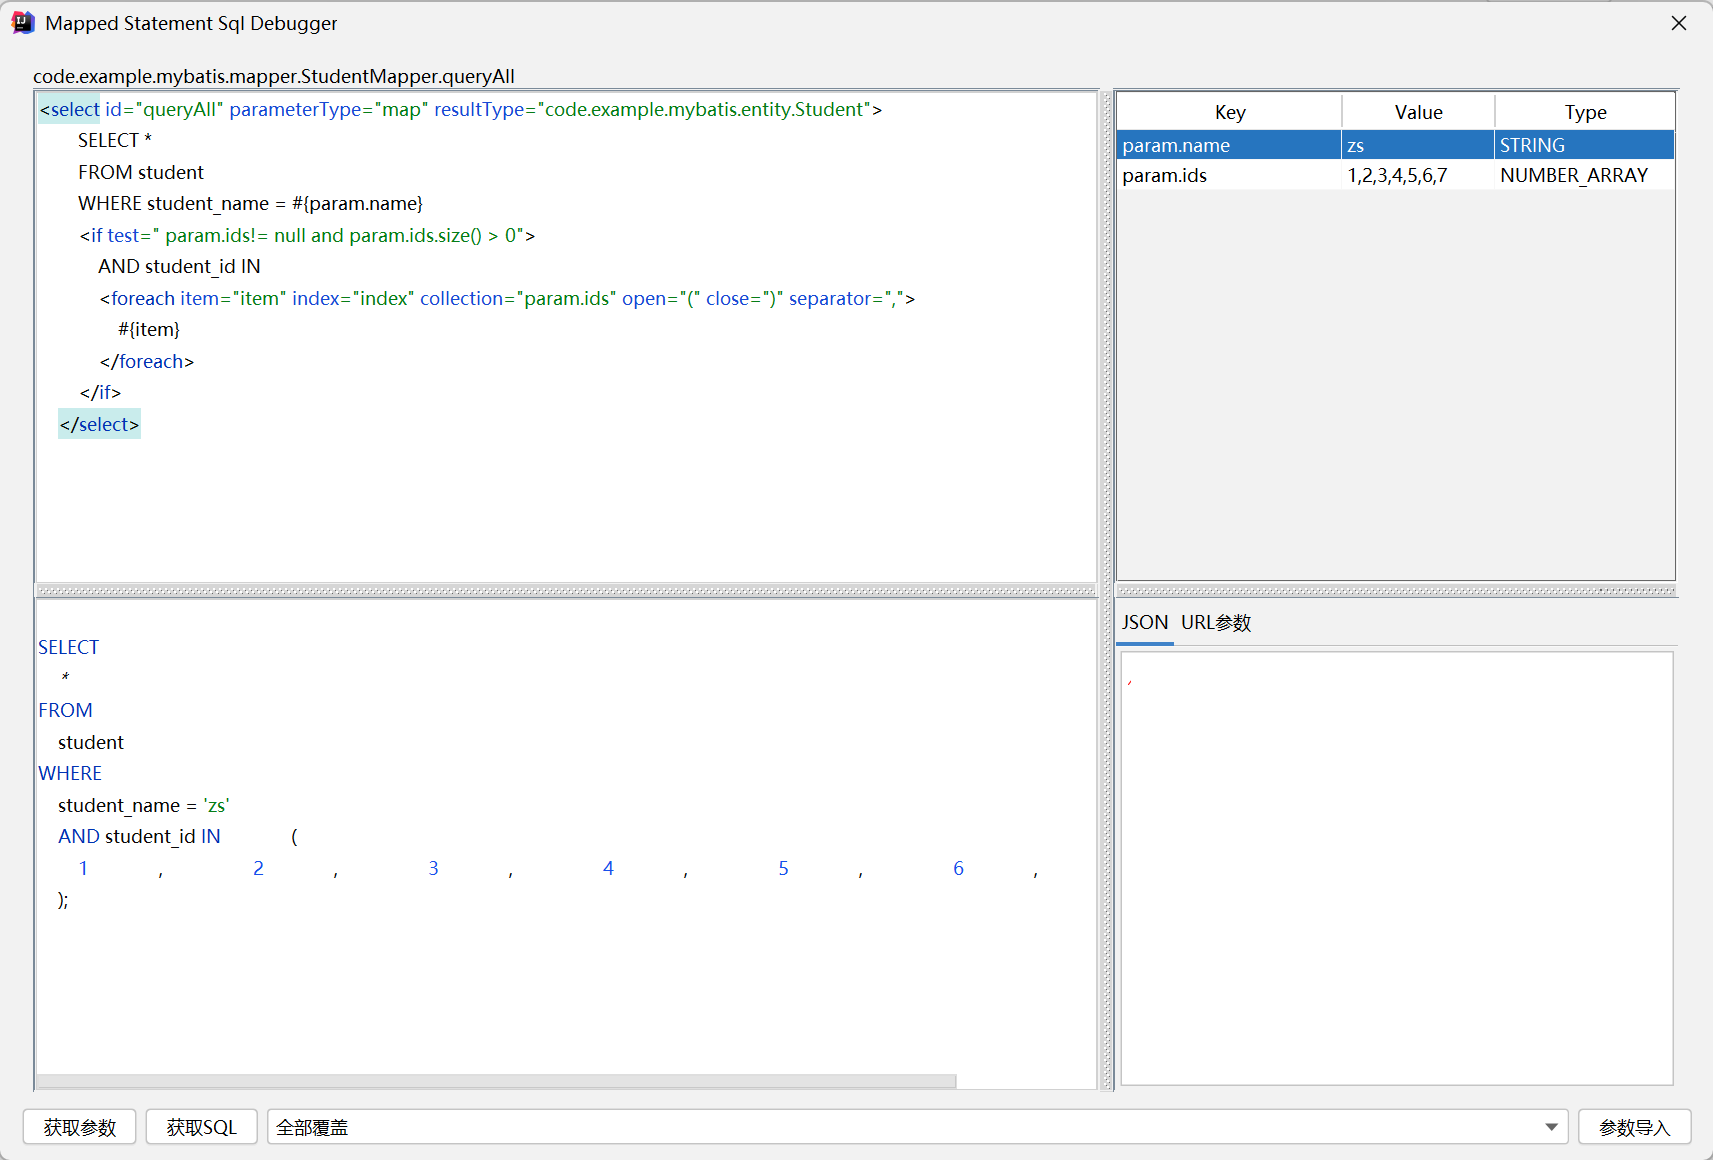 Mapped Statement Sql Debugger
code.example.mybatis.mapper.StudentMapper.queryAll
<select id="queryAll" parameterType="map" resultType="code.example.mybatis.entity.Student">
SELECT *
FROM student
WHERE student_name = #{param.name}
<if test=" param.ids!= null and param.ids.size() > 0">
AND student_id IN
<foreach item="item" index="index" collection="param.ids" open="(" close=")" separator=",">
#{item}
</foreach>
</if>
</select>
Key Value Type
param.name zs STRING
param.ids 1,2,3,4,5,6,7 NUMBER_ARRAY
SELECT
*
FROM
student
WHERE
student_name = 'zs'
AND student_id IN (
1 , 2 , 3 , 4 , 5 , 6 ,
);
JSON URL参数
获取参数 获取SQL 全部覆盖 参数导入